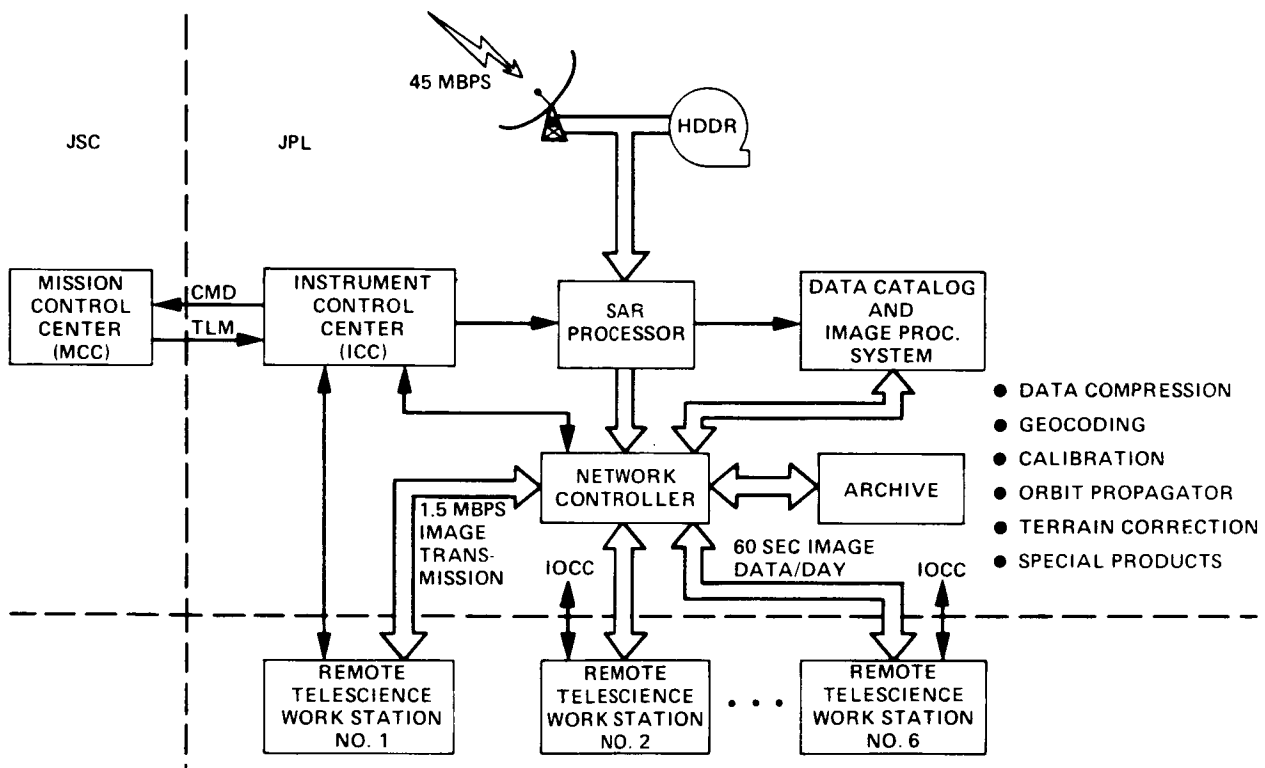 45 MBPS
HDDR
JSC
JPL
MISSION
CONTROL
CENTER
(MCC)
CMD
TLM
INSTRUMENT
CONTROL
CENTER
(ICC)
SAR
PROCESSOR
DATA CATALOG
AND
IMAGE PROC.
SYSTEM
● DATA COMPRESSION
● GEOCODING
● CALIBRATION
● ORBIT PROPAGATOR
● TERRAIN CORRECTION
● SPECIAL PRODUCTS
NETWORK
CONTROLLER
ARCHIVE
1.5 MBPS
IMAGE
TRANS-
MISSION
IOCC
60 SEC IMAGE
DATA/DAY
IOCC
REMOTE
TELESCIENCE
WORK STATION
NO. 1
REMOTE
TELESCIENCE
WORK STATION
NO. 2
• • •
REMOTE
TELESCIENCE
WORK STATION
NO. 6